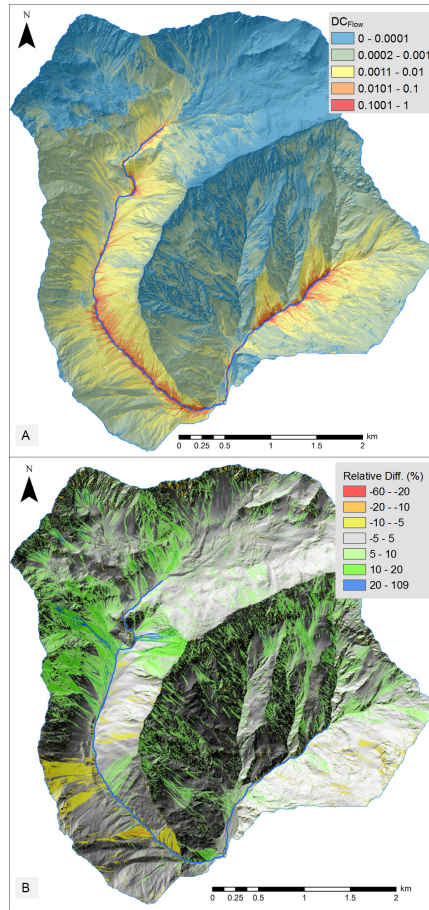 N
DC_Flow
0 - 0.0001
0.0002 - 0.001
0.0011 - 0.01
0.0101 - 0.1
0.1001 - 1
km
0 0.25 0.5 1 1.5 2
A
N
Relative Diff. (%)
-60 - -20
-20 - -10
-10 - -5
-5 - 5
5 - 10
10 - 20
20 - 109
km
0 0.25 0.5 1 1.5 2
B